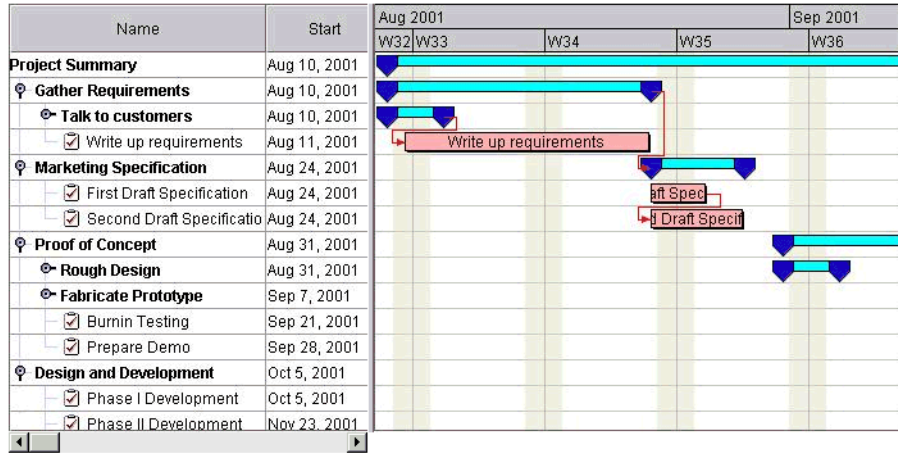 Name Start Aug 2001 Sep 2001
W32 W33 W34 W35 W36
Project Summary Aug 10, 2001
Gather Requirements Aug 10, 2001
Talk to customers Aug 10, 2001
Write up requirements Aug 11, 2001 Write up requirements
Marketing Specification Aug 24, 2001
First Draft Specification Aug 24, 2001 aft Spec
Second Draft Specificatio Aug 24, 2001 d Draft Specif
Proof of Concept Aug 31, 2001
Rough Design Aug 31, 2001
Fabricate Prototype Sep 7, 2001
Burnin Testing Sep 21, 2001
Prepare Demo Sep 28, 2001
Design and Development Oct 5, 2001
Phase I Development Oct 5, 2001
Phase II Development Nov 23, 2001